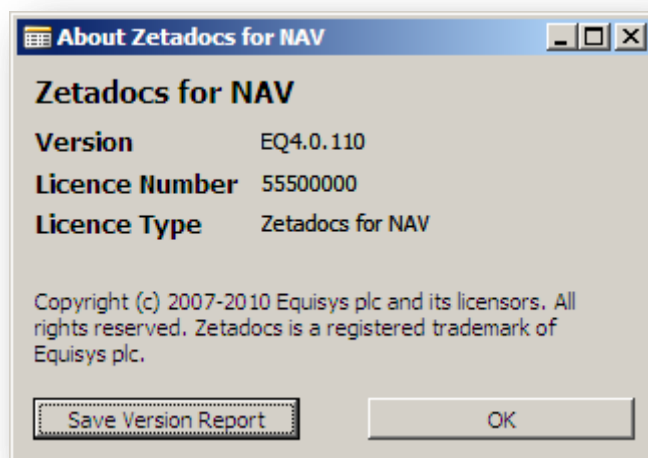 About Zetadocs for NAV
Zetadocs for NAV
Version EQ4.0.110
Licence Number 55500000
Licence Type Zetadocs for NAV
Copyright (c) 2007-2010 Equisys plc and its licensors. All
rights reserved. Zetadocs is a registered trademark of
Equisys plc.
Save Version Report OK